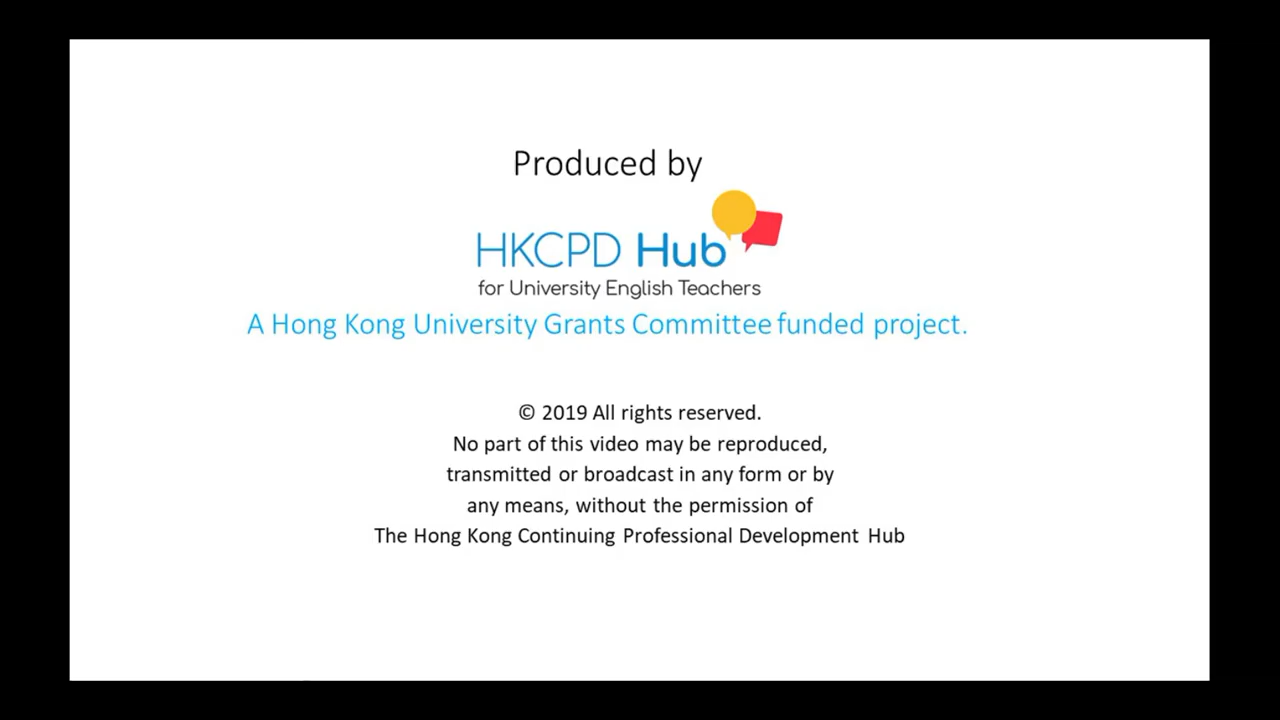 Produced by
HKCPD Hub
for University English Teachers
A Hong Kong University Grants Committee funded project.
© 2019 All rights reserved.
No part of this video may be reproduced,
transmitted or broadcast in any form or by
any means, without the permission of
The Hong Kong Continuing Professional Development Hub